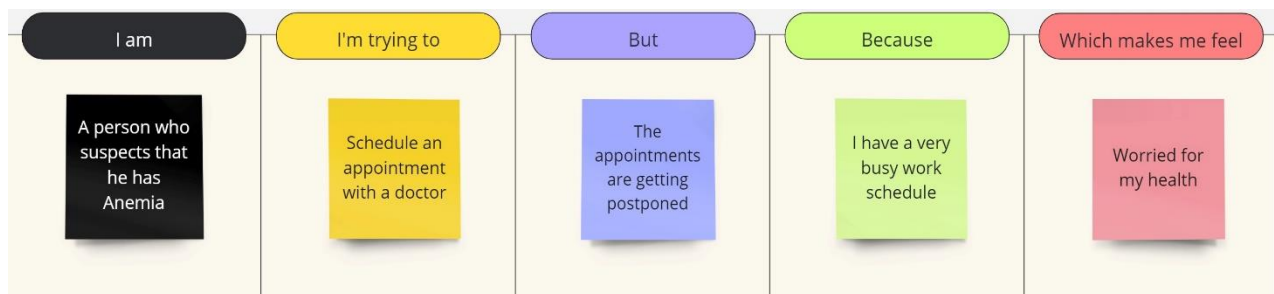 I am
I'm trying to
But
Because
Which makes me feel
A person who
suspects that
he has
Anemia
Schedule an
appointment
with a doctor
The
appointments
are getting
postponed
I have a very
busy work
schedule
Worried for
my health